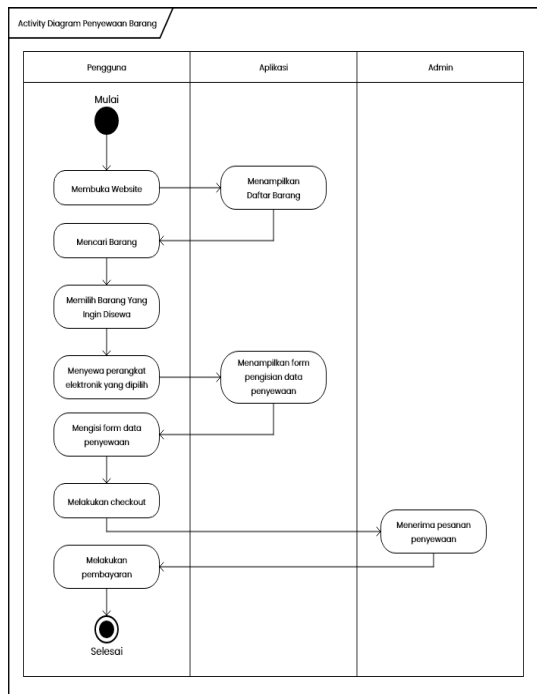 Activity Diagram Penyewaan Barang
Pengguna
Aplikasi
Admin
Mulai
Membuka Website
Menampilkan
Daftar Barang
Mencari Barang
Memilih Barang Yang
Ingin Disewa
Menyewa perangkat
elektronik yang dipilih
Menampilkan form
pengisian data
penyewaan
Mengisi form data
penyewaan
Melakukan checkout
Menerima pesanan
penyewaan
Melakukan
pembayaran
Selesai